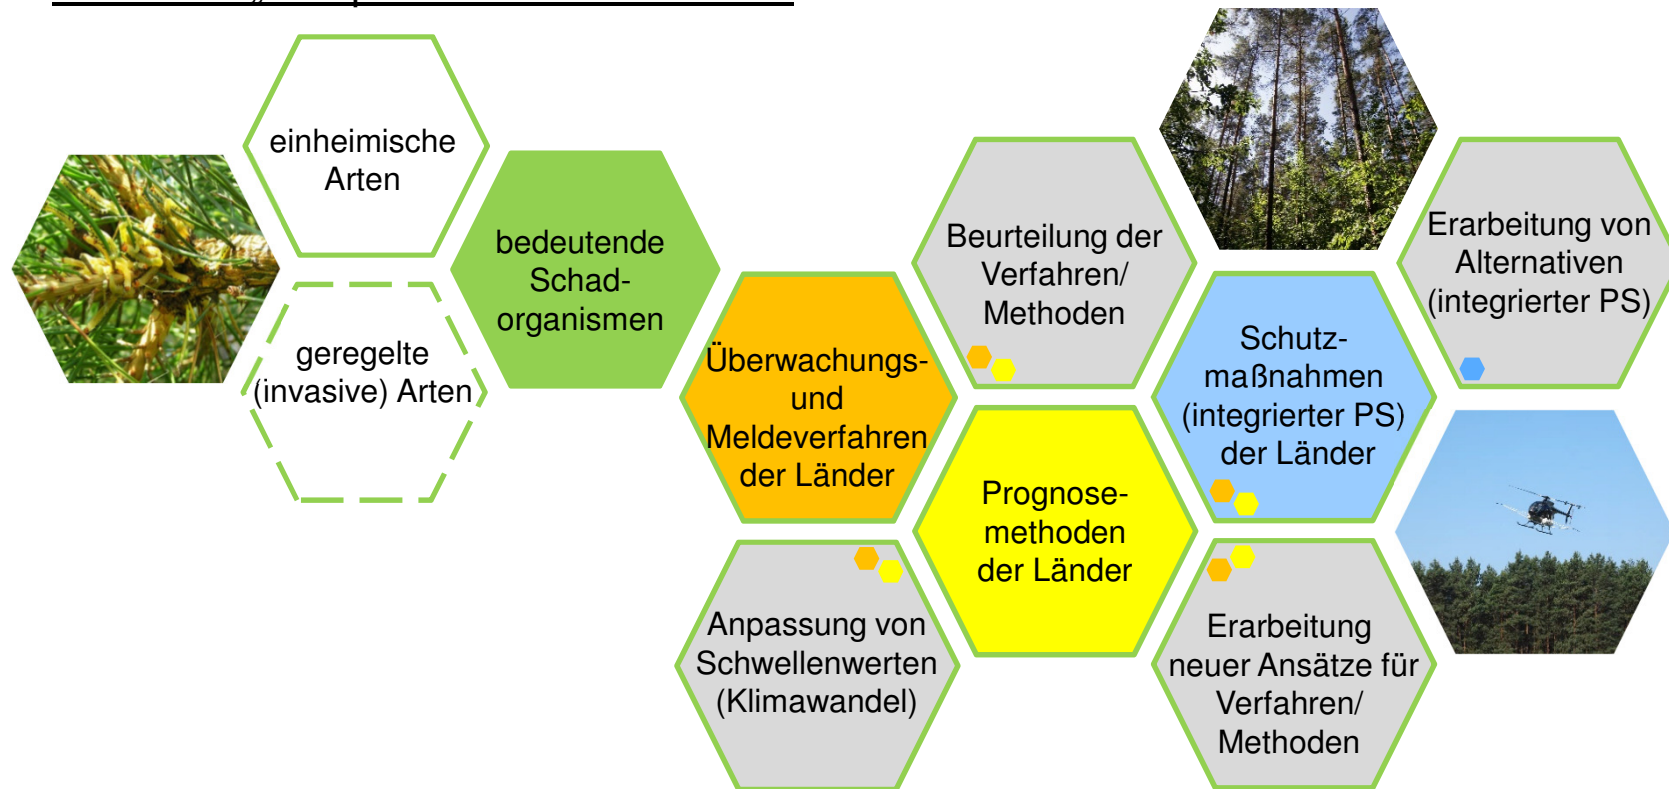 einheimische
Arten
geregelte
(invasive) Arten
bedeutende
Schad-
organismen
Überwachungs-
und
Meldeverfahren
der Länder
Anpassung von
Schwellenwerten
(Klimawandel)
Beurteilung der
Verfahren/
Methoden
Prognose-
methoden
der Länder
Schutz-
maßnahmen
(integrierter PS)
der Länder
Erarbeitung
neuer Ansätze für
Verfahren/
Methoden
Erarbeitung von
Alternativen
(integrierter PS)